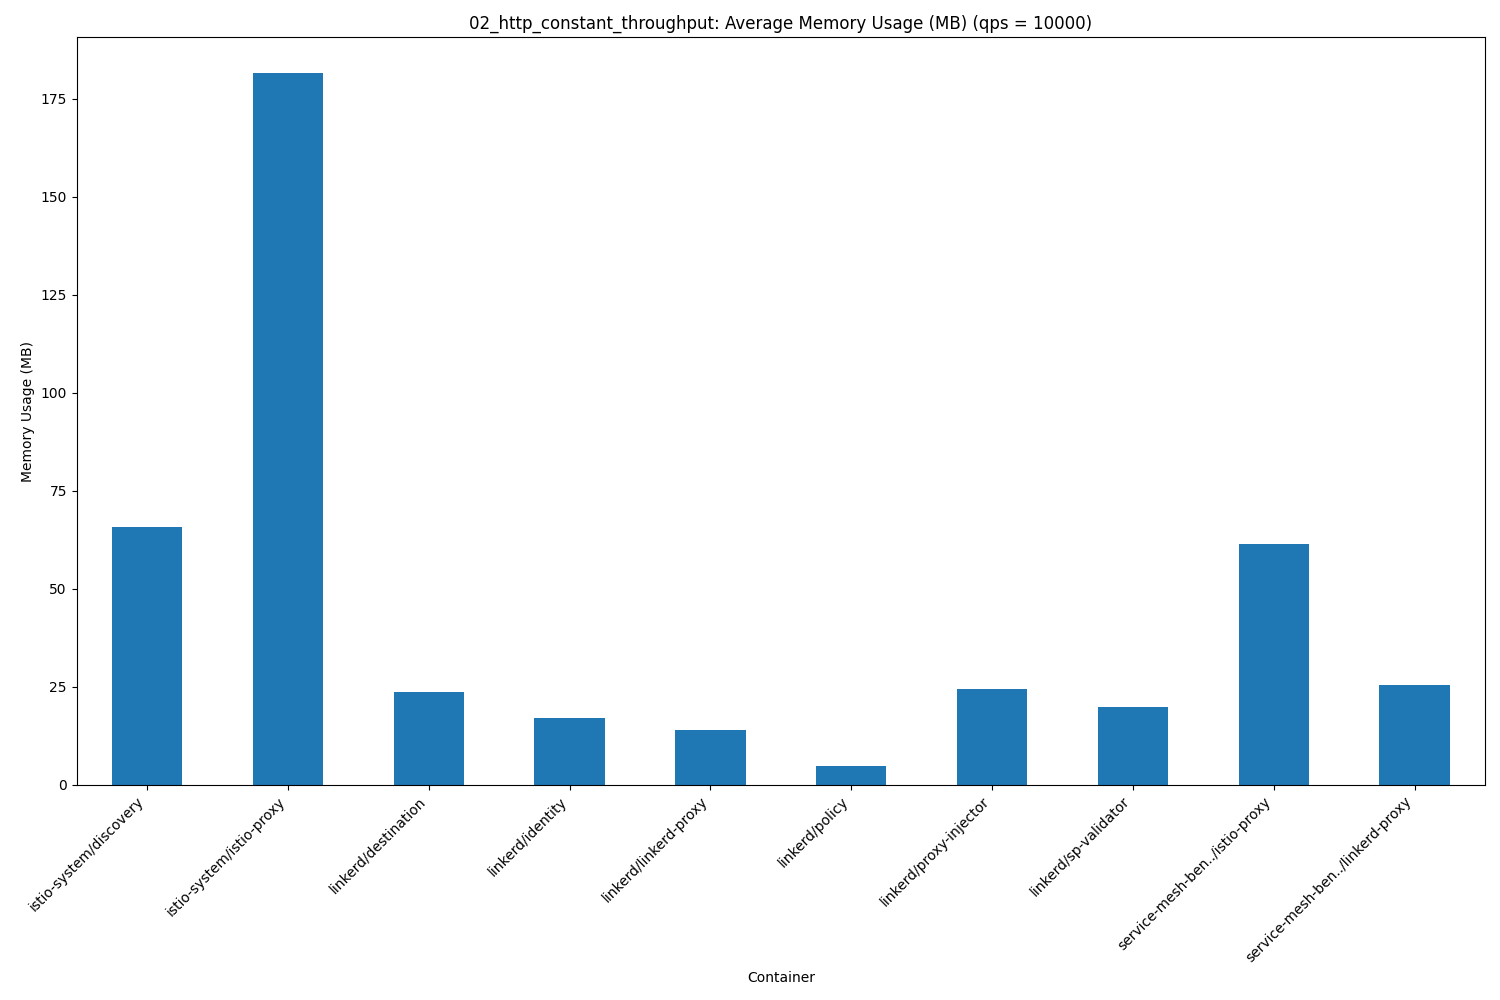 02_http_constant_throughput: Average Memory Usage (MB) (qps = 10000)
Memory Usage (MB)
175
150
125
100
75
50
25
0
istio-system/discovery
istio-system/istio-proxy
linkerd/destination
linkerd/identity
linkerd/linkerd-proxy
linkerd/policy
linkerd/proxy-injector
linkerd/sp-validator
service-mesh-ben../istio-proxy
service-mesh-ben../linkerd-proxy
Container